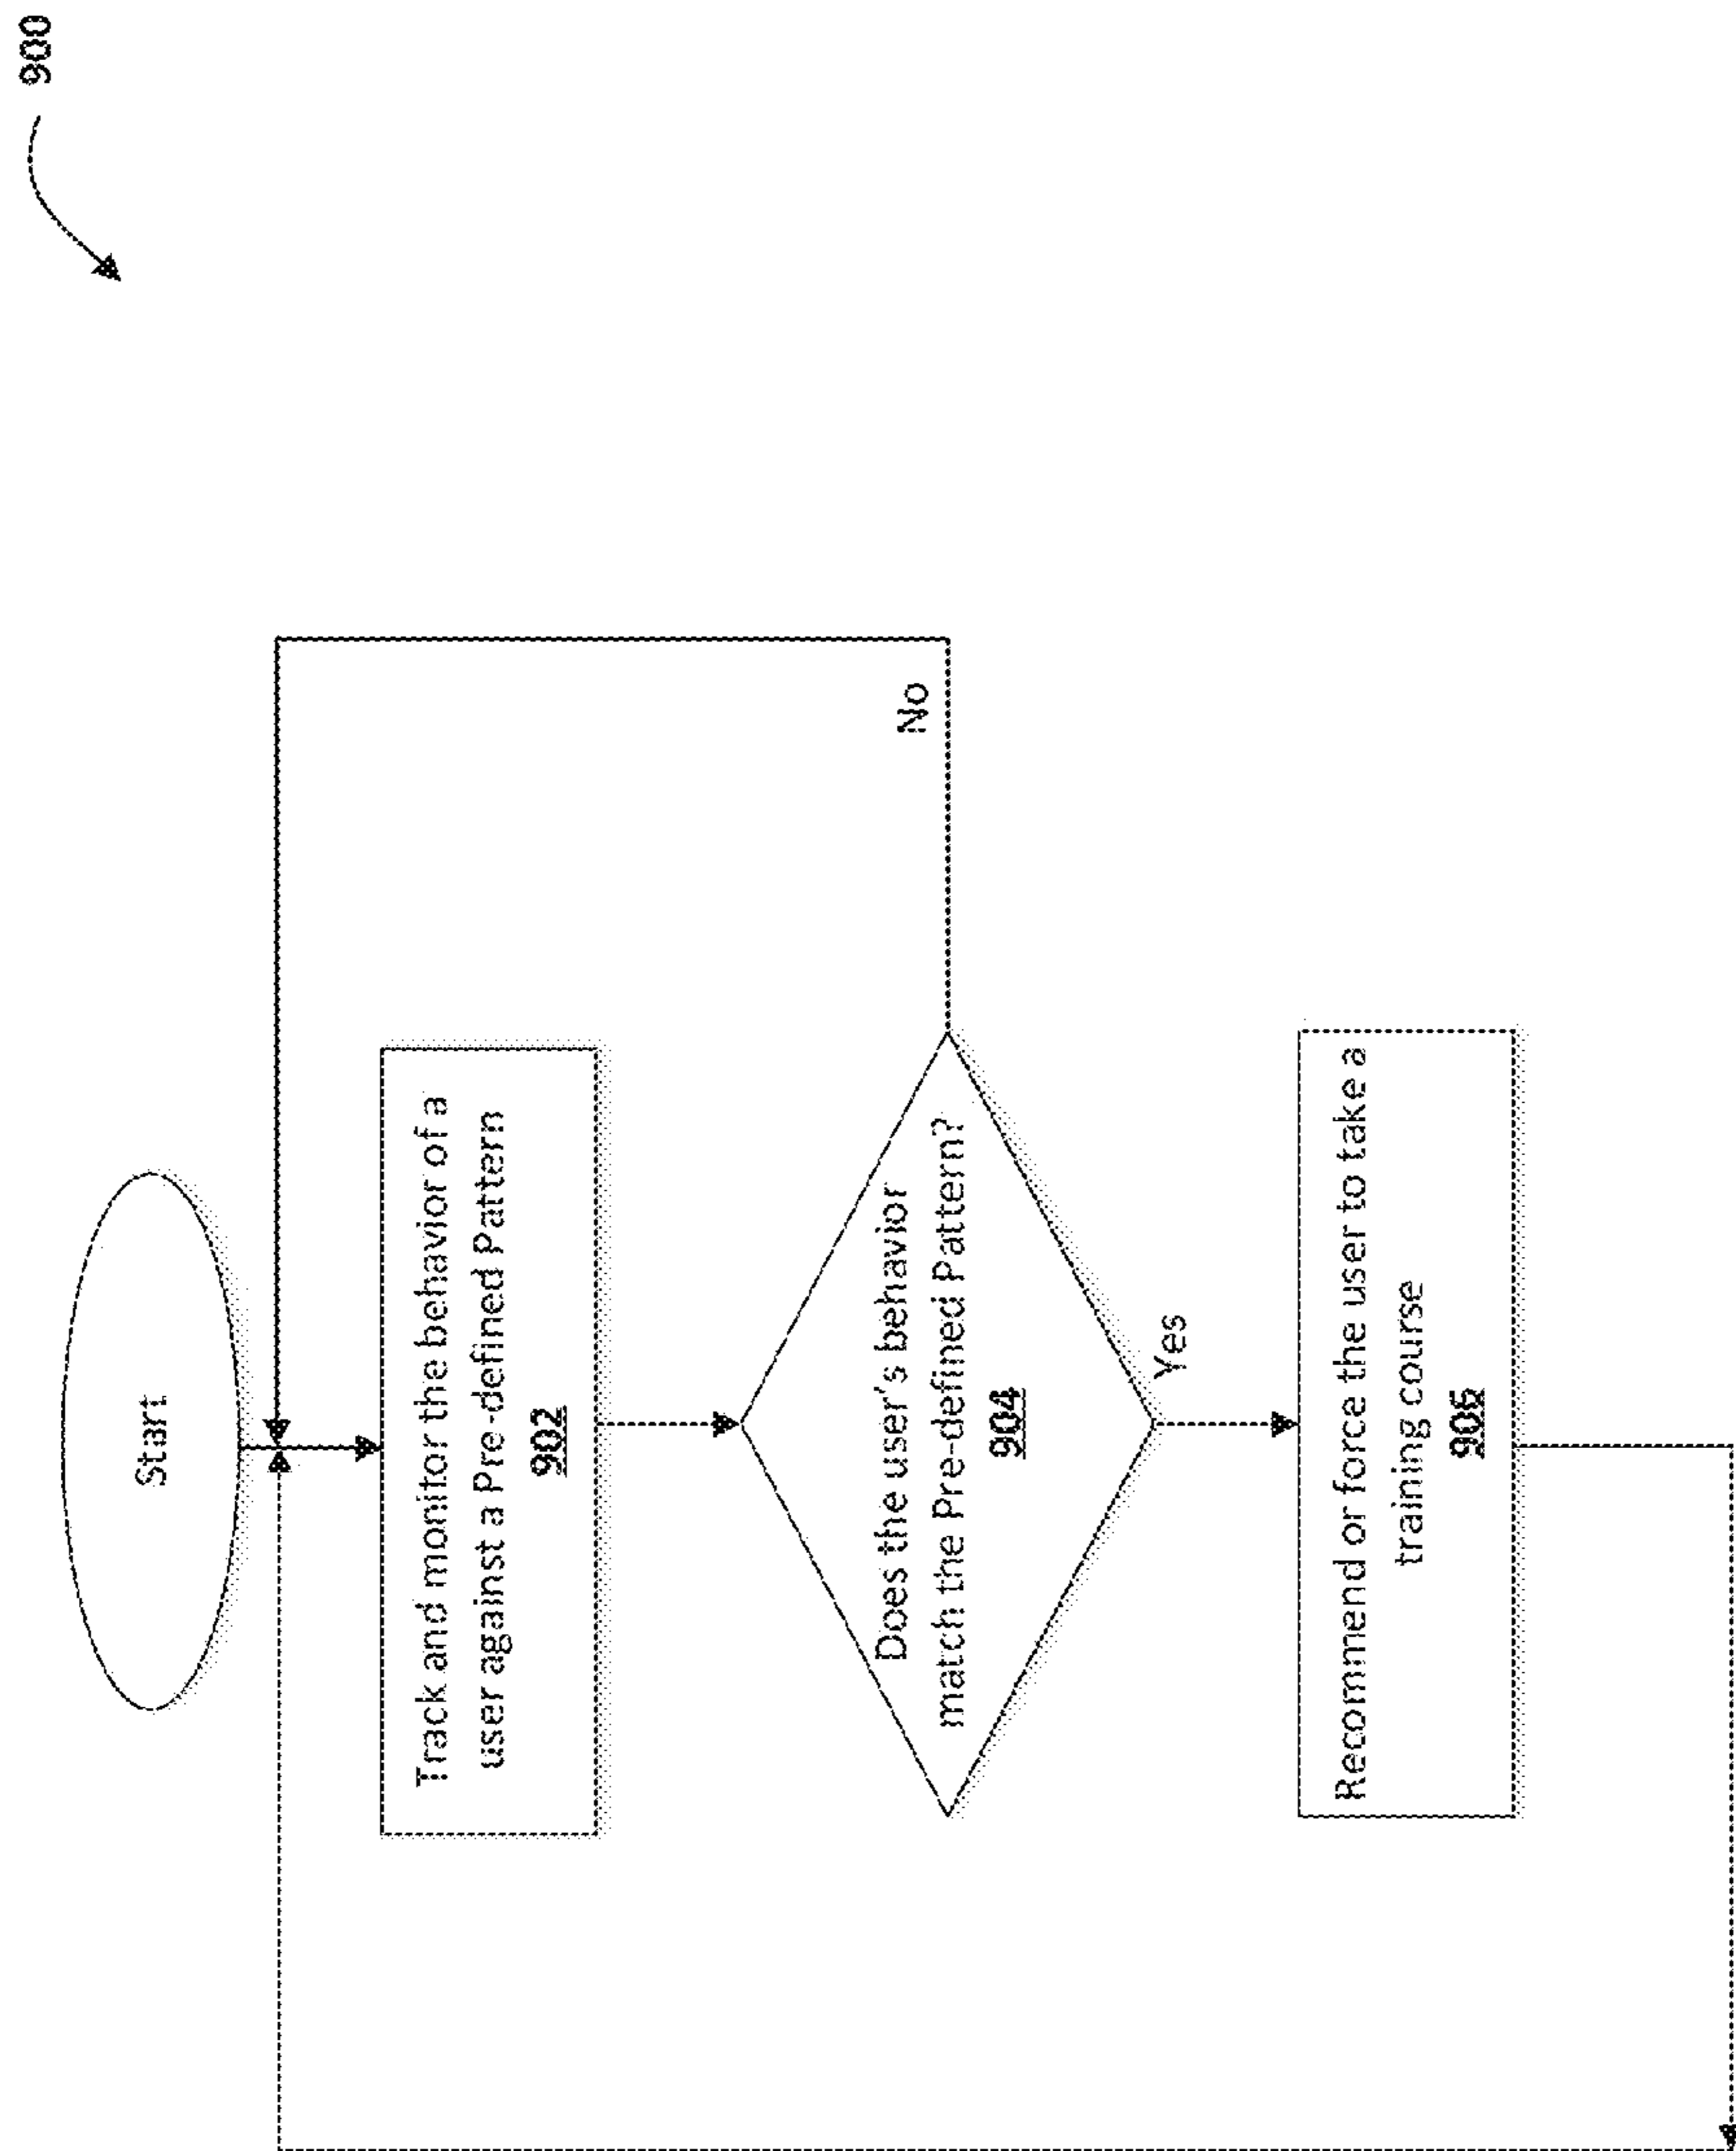 900
Start
Track and monitor the behavior of a
user against a Pre-defined Pattern
902
Does the user's behavior
match the Pre-defined Pattern?
904
No
Yes
Recommend or force the user to take a
training course
906